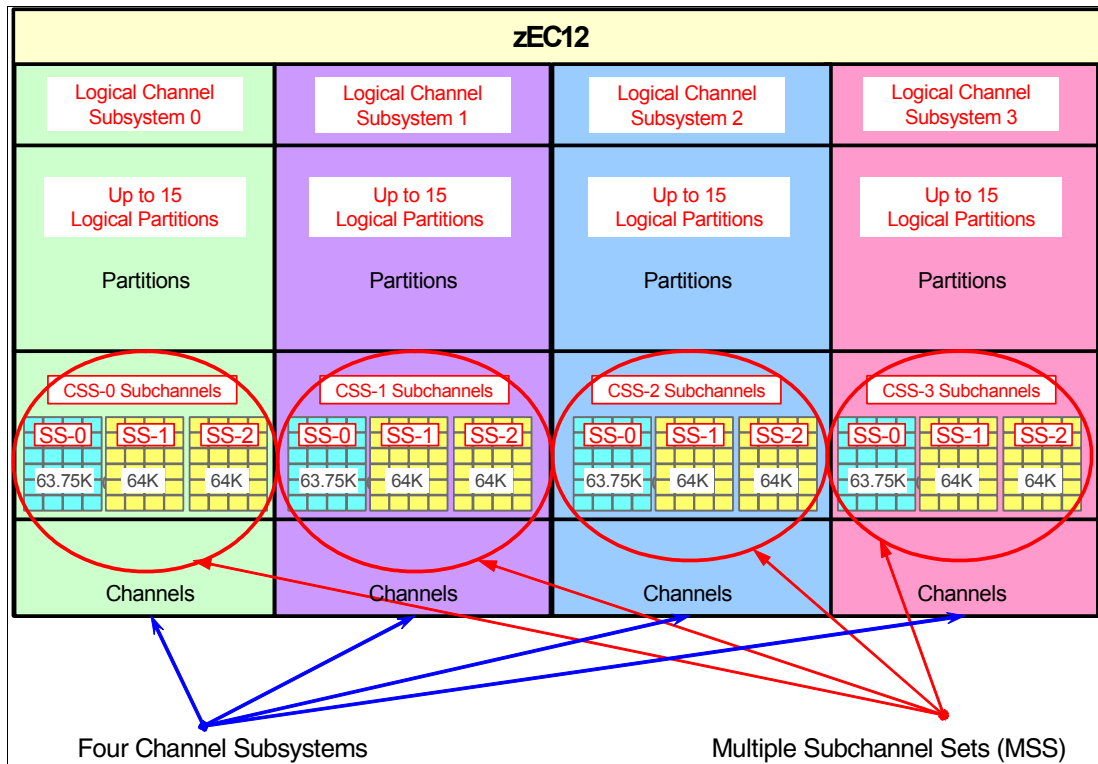 zEC12
Logical Channel
Subsystem 0
Logical Channel
Subsystem 1
Logical Channel
Subsystem 2
Logical Channel
Subsystem 3
Up to 15
Logical Partitions
Up to 15
Logical Partitions
Up to 15
Logical Partitions
Up to 15
Logical Partitions
Partitions
Partitions
Partitions
Partitions
CSS-0 Subchannels
CSS-1 Subchannels
CSS-2 Subchannels
CSS-3 Subchannels
SS-0 SS-1 SS-2
SS-0 SS-1 SS-2
SS-0 SS-1 SS-2
SS-0 SS-1 SS-2
63.75K 64K 64K
63.75K 64K 64K
63.75K 64K 64K
63.75K 64K 64K
Channels
Channels
Channels
Channels
Four Channel Subsystems
Multiple Subchannel Sets (MSS)